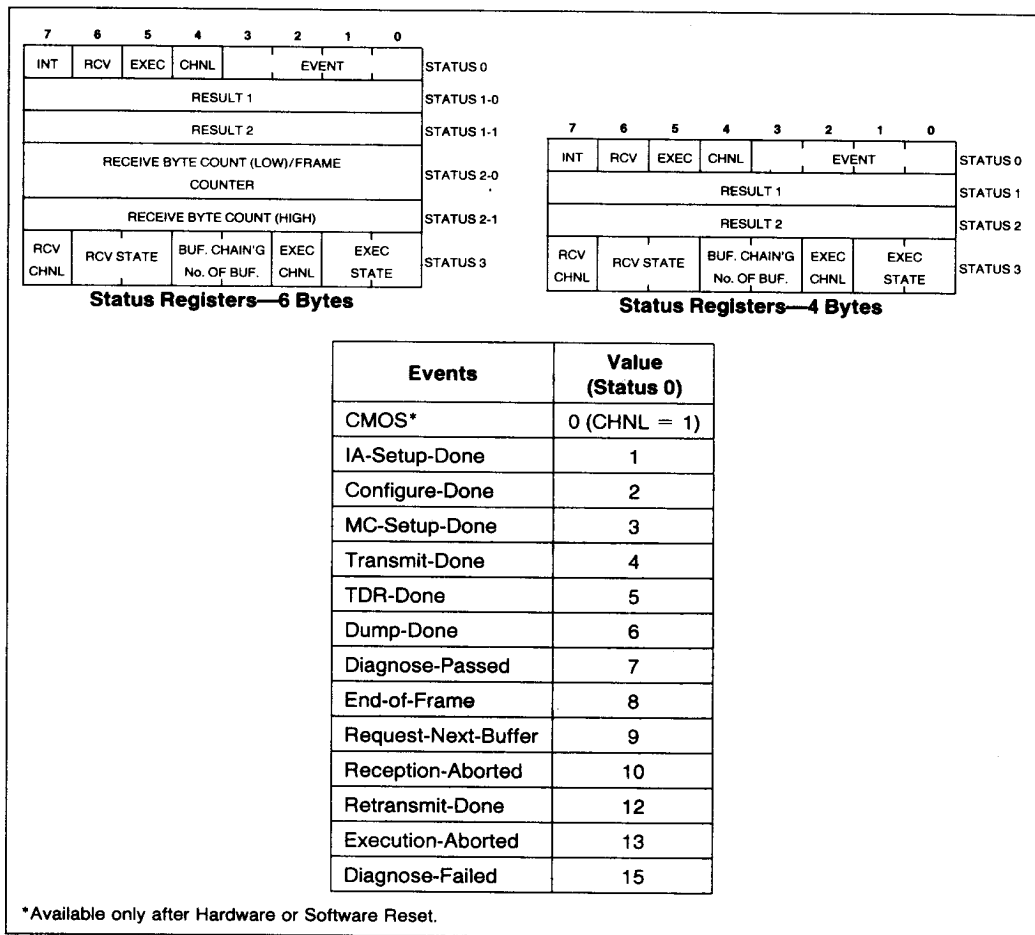 7 6 5 4 3 2 1 0
INT RCV EXEC CHNL EVENT STATUS 0
RESULT 1 STATUS 1-0
RESULT 2 STATUS 1-1
RECEIVE BYTE COUNT (LOW)/FRAME
COUNTER STATUS 2-0
RECEIVE BYTE COUNT (HIGH) STATUS 2-1
RCV BUF. CHAIN'G EXEC EXEC
RCV STATE STATUS 3
CHNL No. OF BUF. CHNL STATE
Status Registers—6 Bytes
7 6 5 4 3 2 1 0
INT RCV EXEC CHNL EVENT STATUS 0
RESULT 1 STATUS 1
RESULT 2 STATUS 2
RCV BUF. CHAIN'G EXEC EXEC
RCV STATE STATUS 3
CHNL No. OF BUF. CHNL STATE
Status Registers—4 Bytes
Events Value
(Status 0)
CMOS* 0 (CHNL = 1)
IA-Setup-Done 1
Configure-Done 2
MC-Setup-Done 3
Transmit-Done 4
TDR-Done 5
Dump-Done 6
Diagnose-Passed 7
End-of-Frame 8
Request-Next-Buffer 9
Reception-Aborted 10
Retransmit-Done 12
Execution-Aborted 13
Diagnose-Failed 15
*Available only after Hardware or Software Reset.